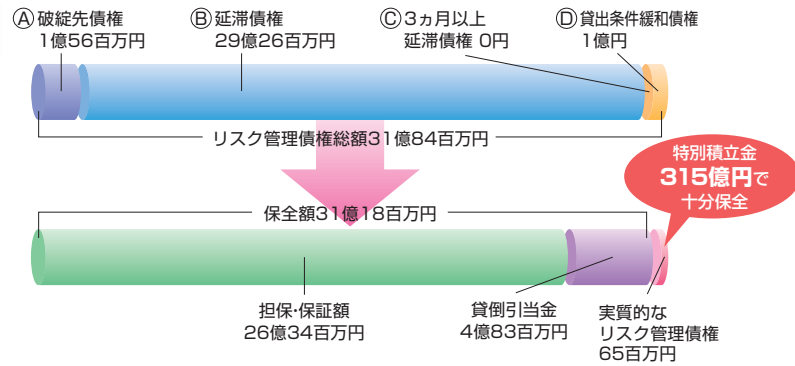 Ⓐ破綻先債権
1億56百万円
Ⓑ延滞債権
29億26百万円
Ⓒ3ヵ月以上
延滞債権 0円
Ⓓ貸出条件緩和債権
1億円
リスク管理債権総額31億84百万円
特別積立金
315億円で
十分保全
保全額31億18百万円
担保・保証額
26億34百万円
貸倒引当金
4億83百万円
実質的な
リスク管理債権
65百万円